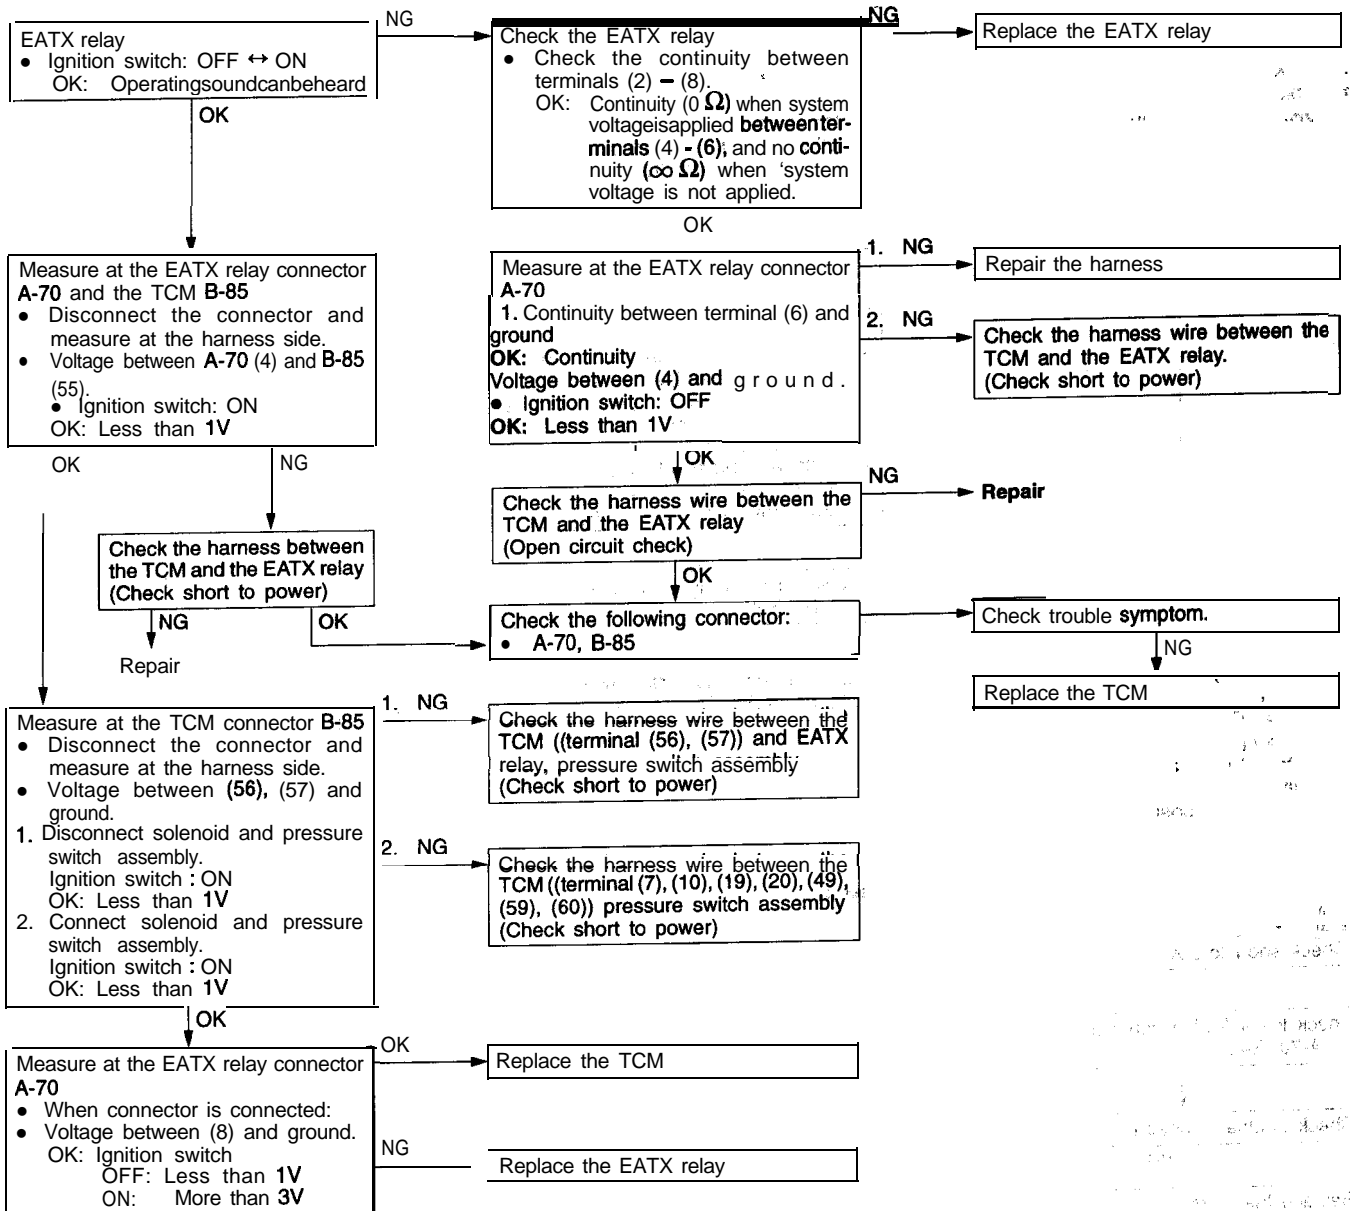 NG
EATX relay
• Ignition switch: OFF ↔ ON
OK: Operatingsoundcanbeheard
OK
NG
Check the EATX relay
• Check the continuity between
terminals (2) – (8).
OK: Continuity (0 Ω) when system
voltageisapplied betweenter-
minals (4) - (6), and no conti-
nuity (∞ Ω) when 'system
voltage is not applied.
OK
Replace the EATX relay
Measure at the EATX relay connector
A-70 and the TCM B-85
• Disconnect the connector and
measure at the harness side.
• Voltage between A-70 (4) and B-85
(55).
• Ignition switch: ON
OK: Less than 1V
OK
NG
Measure at the EATX relay connector
A-70
1. Continuity between terminal (6) and
ground
OK: Continuity
Voltage between (4) and ground.
• Ignition switch: OFF
OK: Less than 1V
OK
1. NG
Repair the harness
2. NG
Check the harness wire between the
TCM and the EATX relay.
(Check short to power)
Check the harness wire between the
TCM and the EATX relay
(Open circuit check)
NG
Repair
OK
Check the harness between
the TCM and the EATX relay
(Check short to power)
NG
OK
Repair
Check the following connector:
• A-70, B-85
Check trouble symptom.
NG
Replace the TCM
Measure at the TCM connector B-85
• Disconnect the connector and
measure at the harness side.
• Voltage between (56), (57) and
ground.
1. Disconnect solenoid and pressure
switch assembly.
Ignition switch : ON
OK: Less than 1V
2. Connect solenoid and pressure
switch assembly.
Ignition switch : ON
OK: Less than 1V
OK
1. NG
Check the harness wire between the
TCM ((terminal (56), (57)) and EATX
relay, pressure switch assembly
(Check short to power)
2. NG
Check the harness wire between the
TCM ((terminal (7), (10), (19), (20), (49),
(59), (60)) pressure switch assembly
(Check short to power)
Measure at the EATX relay connector
A-70
• When connector is connected:
• Voltage between (8) and ground.
OK: Ignition switch
OFF: Less than 1V
ON: More than 3V
OK
Replace the TCM
NG
Replace the EATX relay